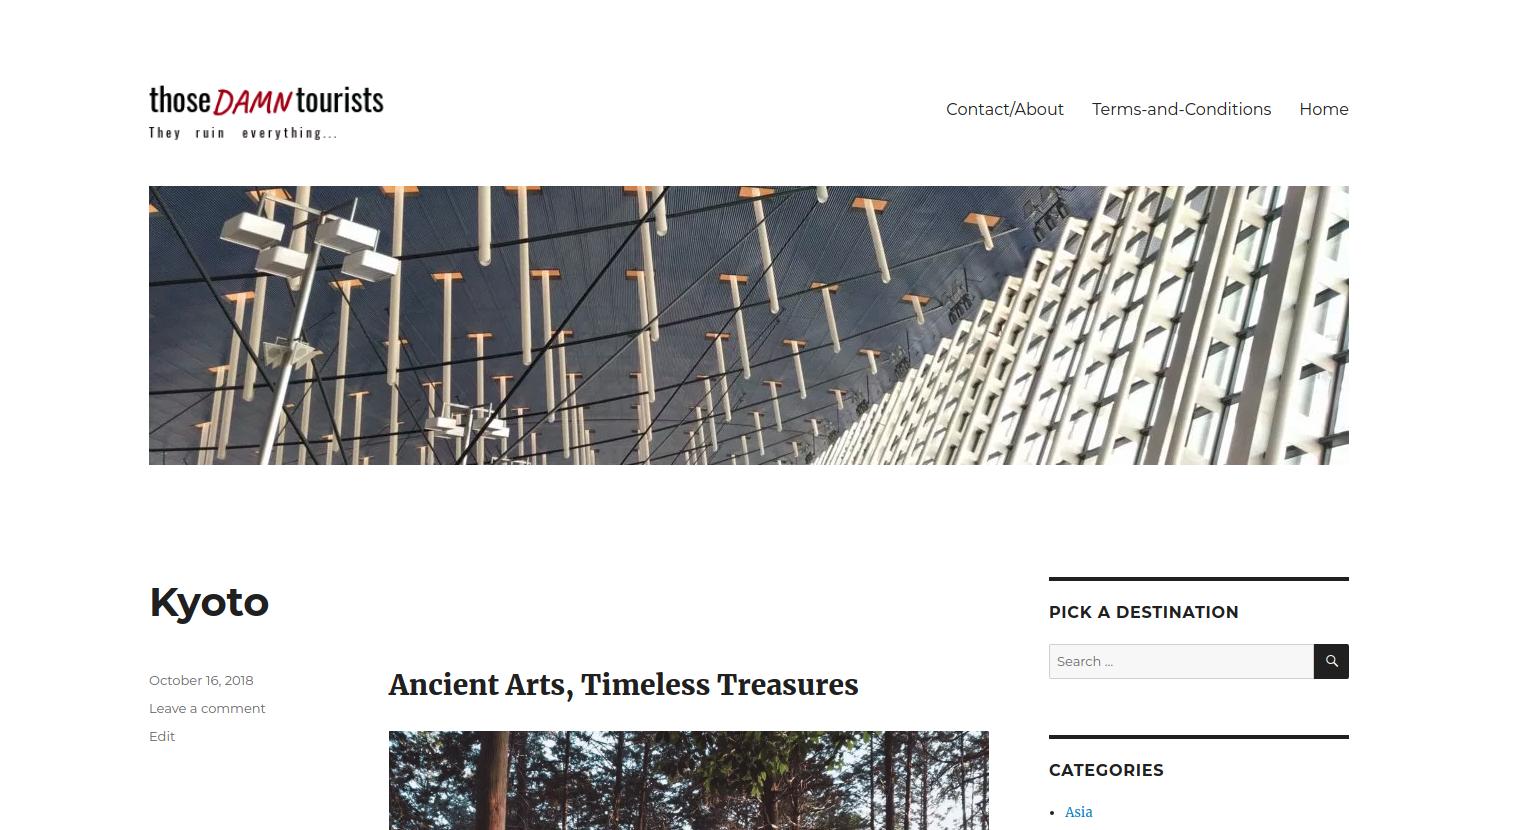 those DAMN tourists
They ruin everything...
Contact/About Terms-and-Conditions Home
Kyoto
October 16, 2018
Leave a comment
Edit
Ancient Arts, Timeless Treasures
PICK A DESTINATION
Search ...
CATEGORIES
Asia